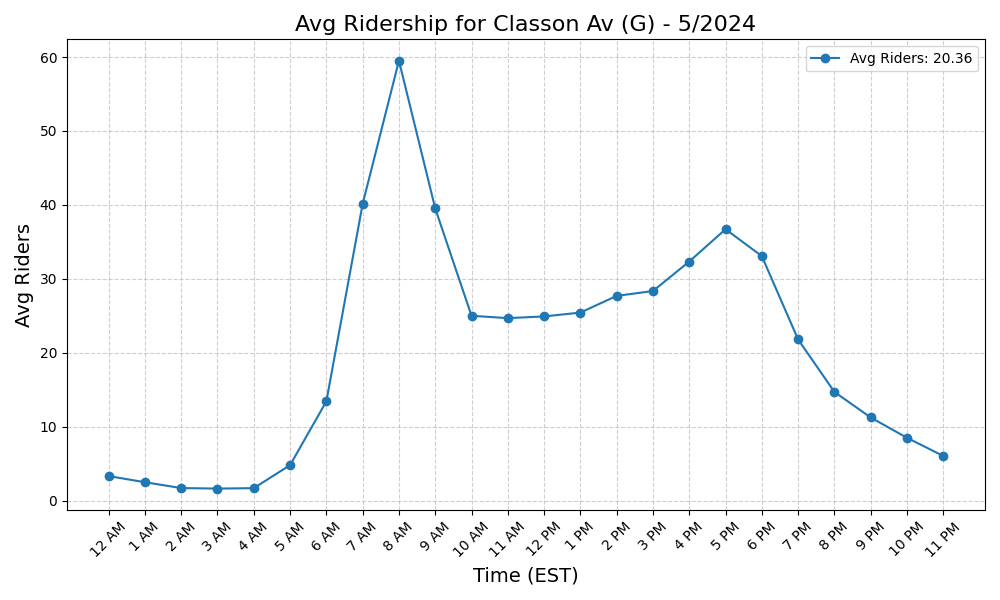 Avg Ridership for Classon Av (G) - 5/2024
Avg Riders: 20.36
Avg Riders
60
50
40
30
20
10
0
12 AM
1 AM
2 AM
3 AM
4 AM
5 AM
6 AM
7 AM
8 AM
9 AM
10 AM
11 AM
12 PM
1 PM
2 PM
3 PM
4 PM
5 PM
6 PM
7 PM
8 PM
9 PM
10 PM
11 PM
Time (EST)